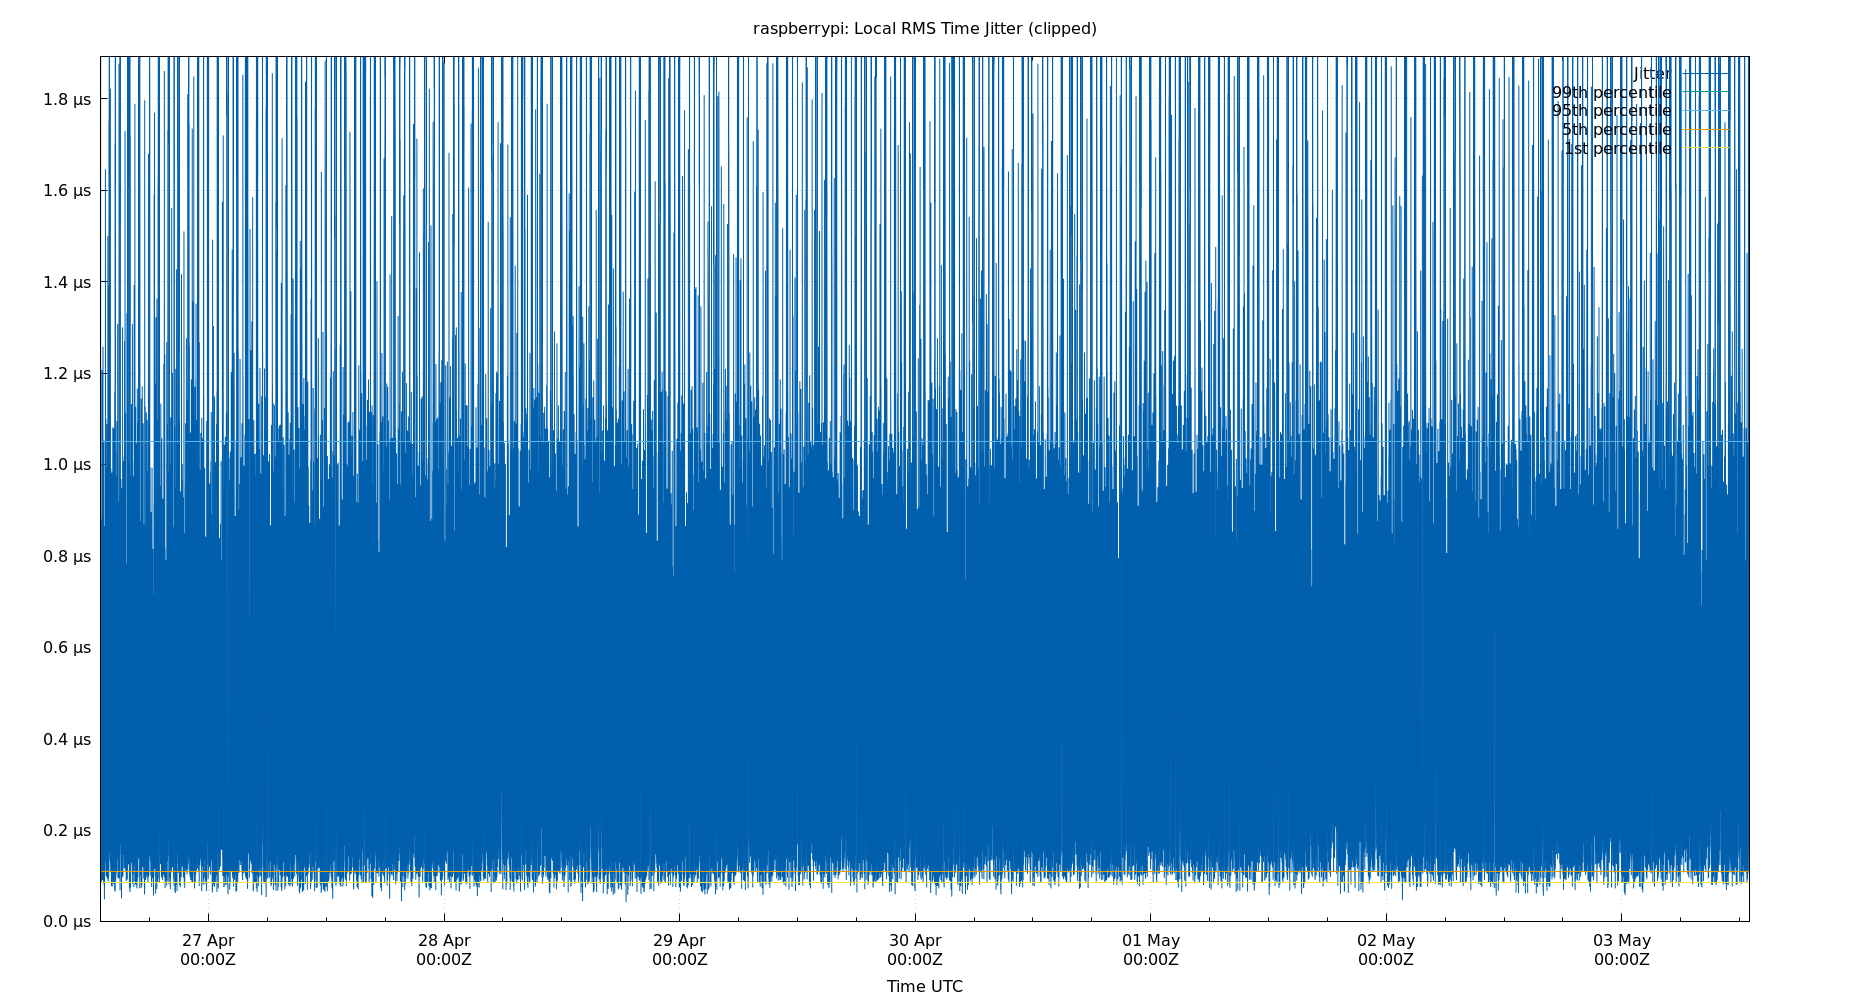 raspberrypi: Local RMS Time Jitter (clipped)
Jitter
99th percentile
95th percentile
5th percentile
1st percentile
1.8 µs
1.6 µs
1.4 µs
1.2 µs
1.0 µs
0.8 µs
0.6 µs
0.4 µs
0.2 µs
0.0 µs
27 Apr 28 Apr 29 Apr 30 Apr 01 May 02 May 03 May
00:00Z 00:00Z 00:00Z 00:00Z 00:00Z 00:00Z 00:00Z
Time UTC